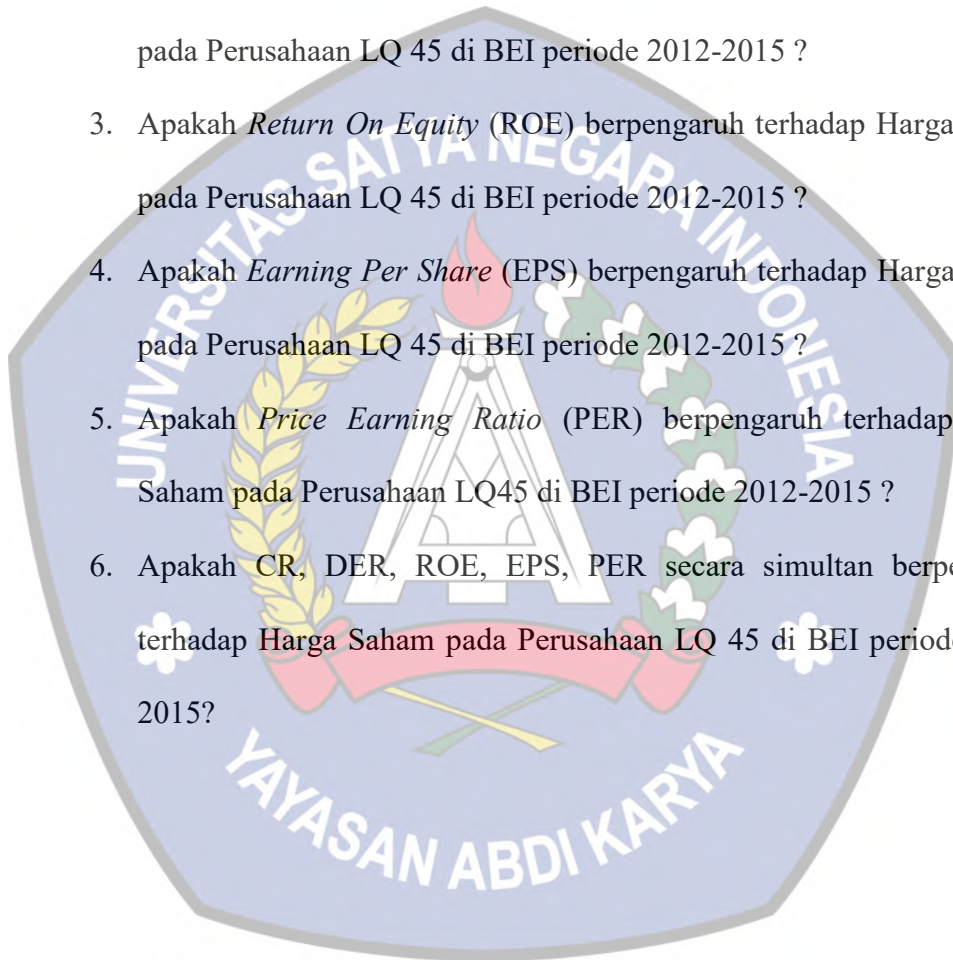 pada Perusahaan LQ 45 di BEI periode 2012-2015 ?
3. Apakah Return On Equity (ROE) berpengaruh terhadap Harga
pada Perusahaan LQ 45 di BEI periode 2012-2015 ?
4. Apakah Earning Per Share (EPS) berpengaruh terhadap Harga
pada Perusahaan LQ 45 di BEI periode 2012-2015 ?
5. Apakah Price Earning Ratio (PER) berpengaruh terhadap
Saham pada Perusahaan LQ45 di BEI periode 2012-2015 ?
6. Apakah CR, DER, ROE, EPS, PER secara simultan berpe
terhadap Harga Saham pada Perusahaan LQ 45 di BEI periode
2015?
UNIVERSITAS SATYA NEGARA INDONESIA
YAYASAN ABDI KARYA